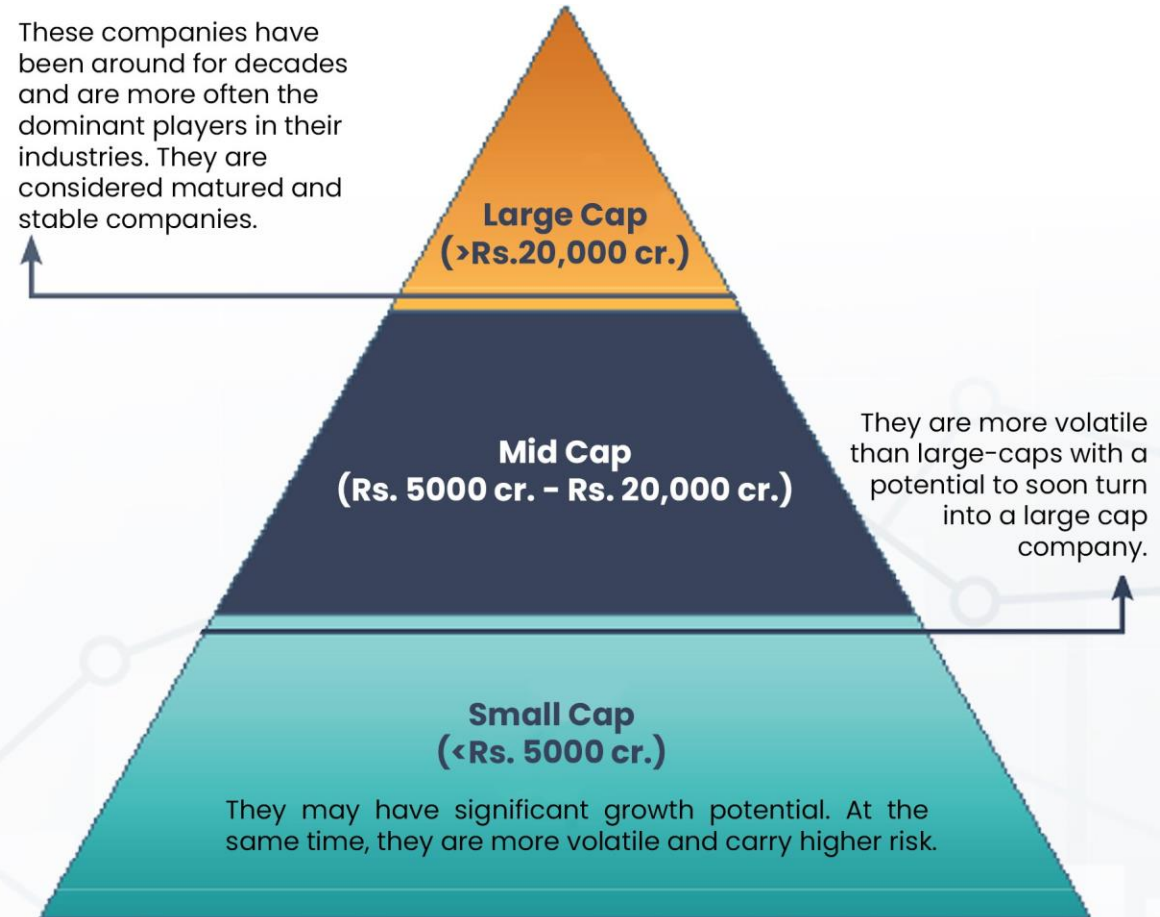 These companies have
been around for decades
and are more often the
dominant players in their
industries. They are
considered matured and
stable companies.
Large Cap
(>Rs.20,000 cr.)
Mid Cap
(Rs. 5000 cr. - Rs. 20,000 cr.)
They are more volatile
than large-caps with a
potential to soon turn
into a large cap
company.
Small Cap
(<Rs. 5000 cr.)
They may have significant growth potential. At the
same time, they are more volatile and carry higher risk.